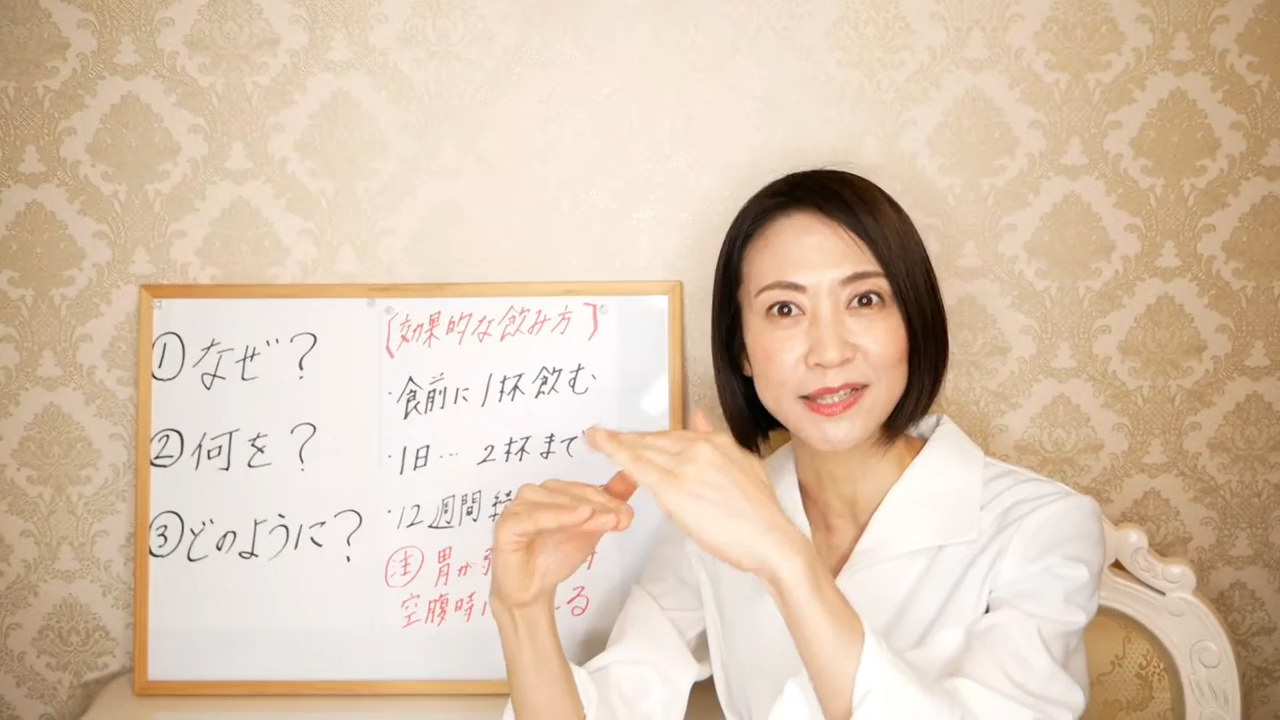 ①なぜ?
②何を?
③どのように?
[効果的な飲み方]
・食前に1杯飲む
・1日… 2杯まで
・12週間
注 胃が
空腹時に る